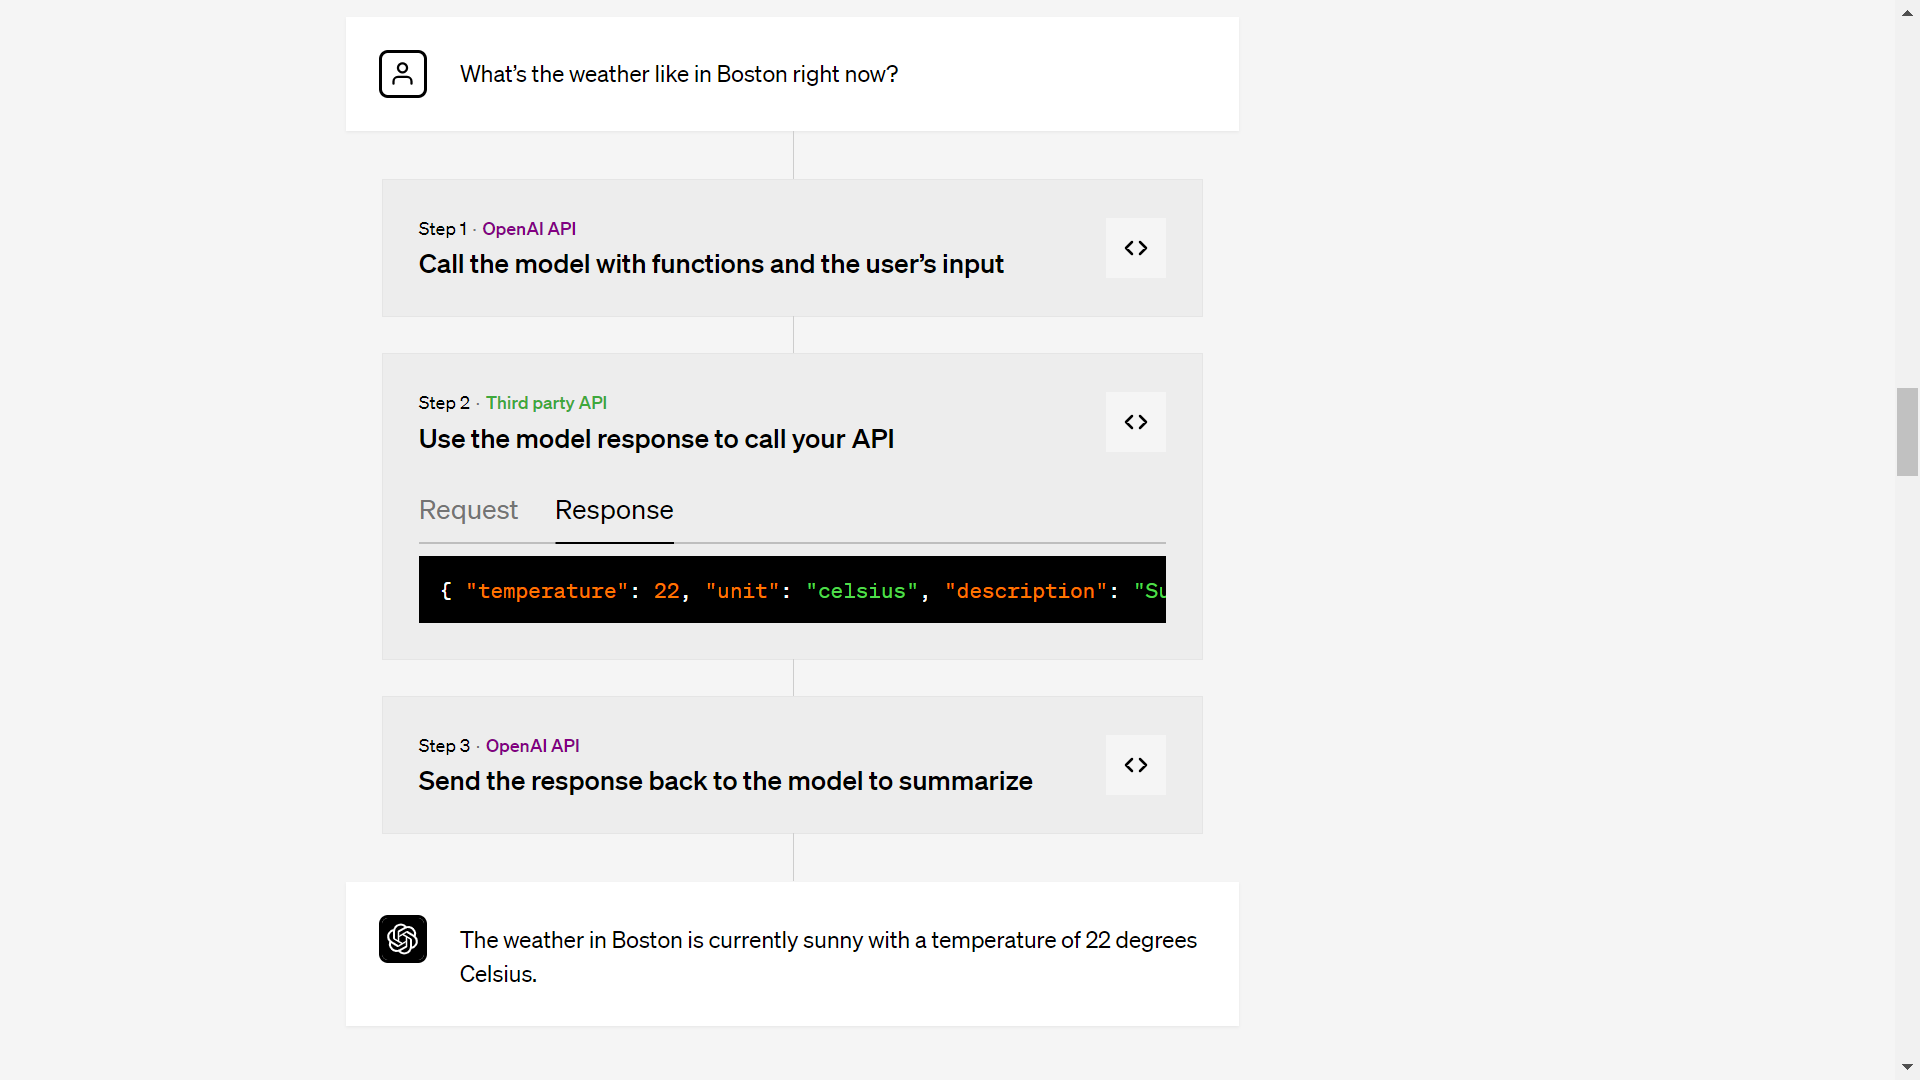 What’s the weather like in Boston right now?
Step 1 · OpenAI API
Call the model with functions and the user’s input
<>
Step 2 · Third party API
Use the model response to call your API
<>
Request Response
{ "temperature": 22, "unit": "celsius", "description": "Su
Step 3 · OpenAI API
Send the response back to the model to summarize
<>
The weather in Boston is currently sunny with a temperature of 22 degrees
Celsius.